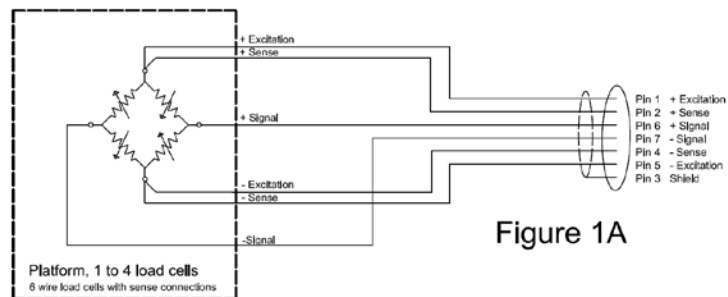 + Excitation
+ Sense
+ Signal
- Excitation
- Sense
-Signal
Pin 1 + Excitation
Pin 2 + Sense
Pin 6 + Signal
Pin 7 - Signal
Pin 4 - Sense
Pin 5 - Excitation
Pin 3 Shield
Figure 1A
Platform, 1 to 4 load cells
6 wire load cells with sense connections